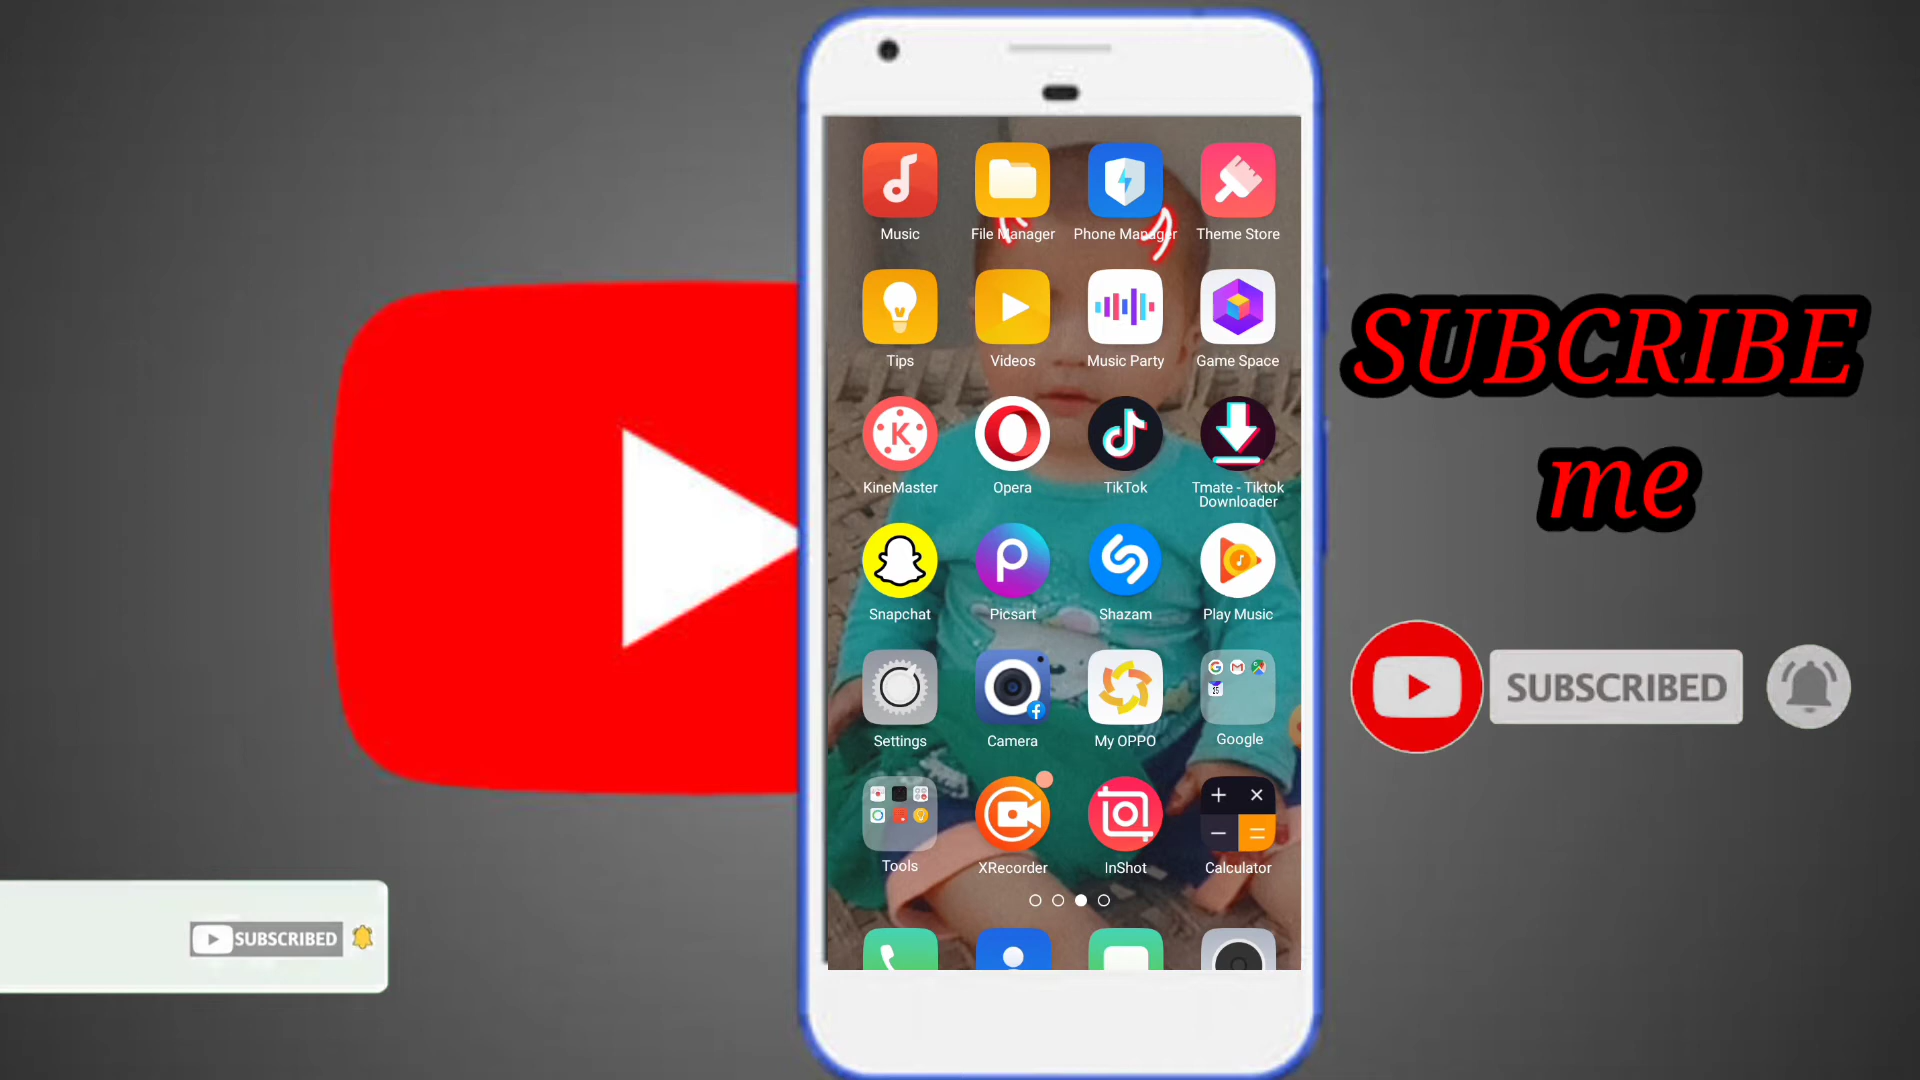 Music File Manager Phone Manager Theme Store
Tips Videos Music Party Game Space
KineMaster Opera TikTok Tmate - Tiktok
Downloader
Snapchat Picsart Shazam Play Music
Settings Camera My OPPO Google
Tools XRecorder InShot Calculator
SUBCRIBE
me
SUBSCRIBED
SUBSCRIBED